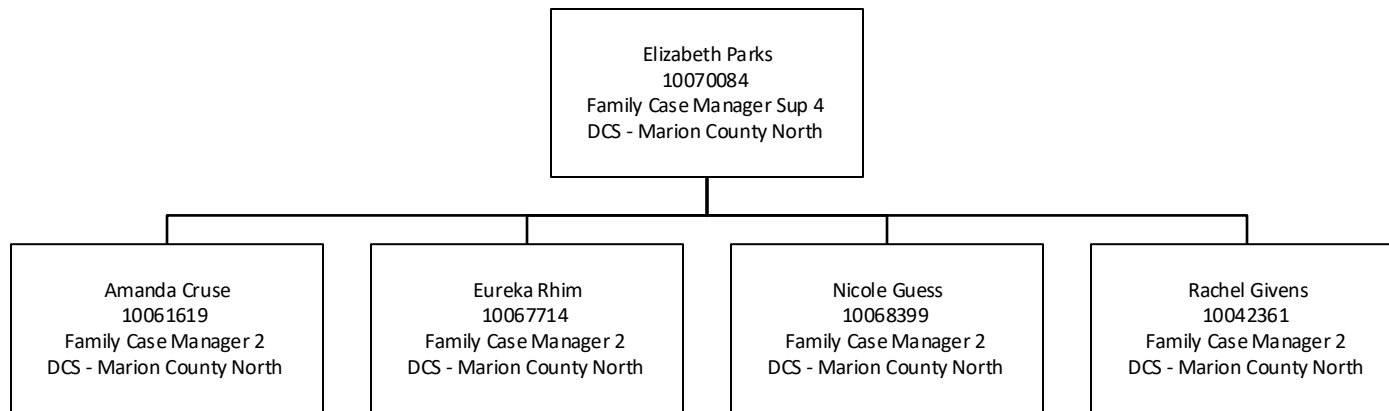 Elizabeth Parks
10070084
Family Case Manager Sup 4
DCS - Marion County North
Amanda Cruse
10061619
Family Case Manager 2
DCS - Marion County North
Eureka Rhim
10067714
Family Case Manager 2
DCS - Marion County North
Nicole Guess
10068399
Family Case Manager 2
DCS - Marion County North
Rachel Givens
10042361
Family Case Manager 2
DCS - Marion County North